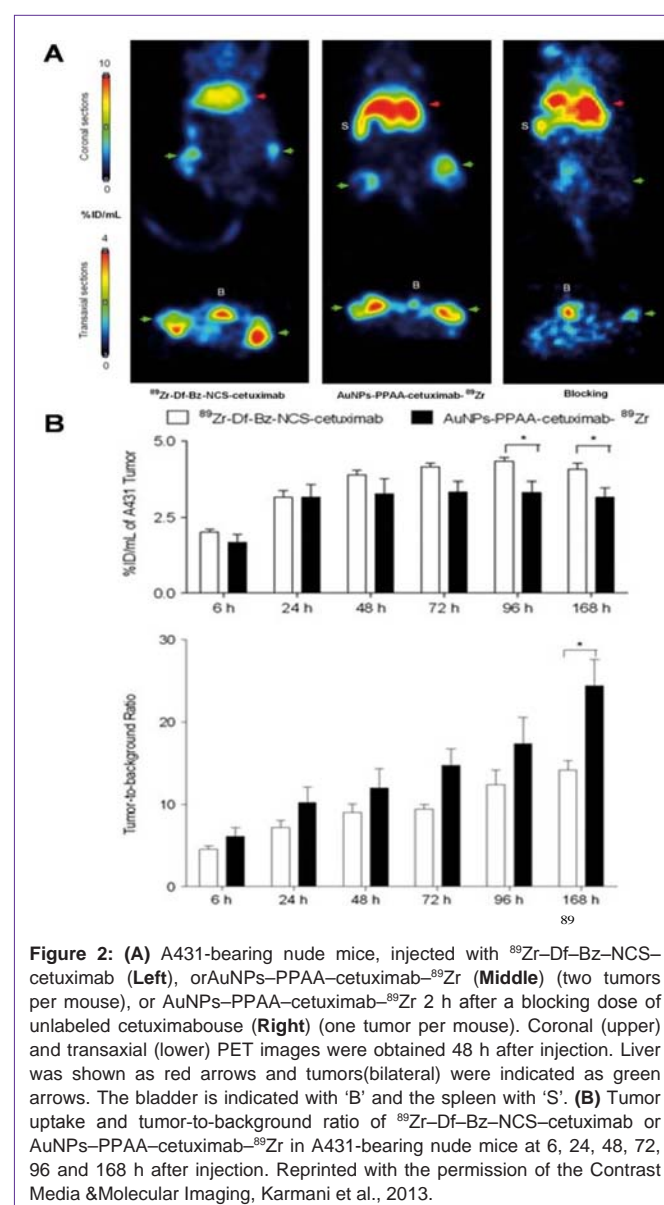 A
10
0
Coronal sections
%ID/mL
4
0
Transaxial sections
S
S
B
B
B
⁸⁹Zr-Df-Bz-NCS-cetuximab
AuNPs-PPAA-cetuximab-⁸⁹Zr
Blocking
B
⁸⁹Zr-Df-Bz-NCS-cetuximab
AuNPs-PPAA-cetuximab-⁸⁹Zr
%ID/mL of A431 Tumor
5.0
2.5
0.0
*
*
6 h 24 h 48 h 72 h 96 h 168 h
Tumor-to-background Ratio
30
20
10
0
*
6 h 24 h 48 h 72 h 96 h 168 h
89
Figure 2: (A) A431-bearing nude mice, injected with ⁸⁹Zr–Df–Bz–NCS–
cetuximab (Left), orAuNPs–PPAA–cetuximab–⁸⁹Zr (Middle) (two tumors
per mouse), or AuNPs–PPAA–cetuximab–⁸⁹Zr 2 h after a blocking dose of
unlabeled cetuximabouse (Right) (one tumor per mouse). Coronal (upper)
and transaxial (lower) PET images were obtained 48 h after injection. Liver
was shown as red arrows and tumors(bilateral) were indicated as green
arrows. The bladder is indicated with ‘B’ and the spleen with ‘S’. (B) Tumor
uptake and tumor-to-background ratio of ⁸⁹Zr–Df–Bz–NCS–cetuximab or
AuNPs–PPAA–cetuximab–⁸⁹Zr in A431-bearing nude mice at 6, 24, 48, 72,
96 and 168 h after injection. Reprinted with the permission of the Contrast
Media &Molecular Imaging, Karmani et al., 2013.